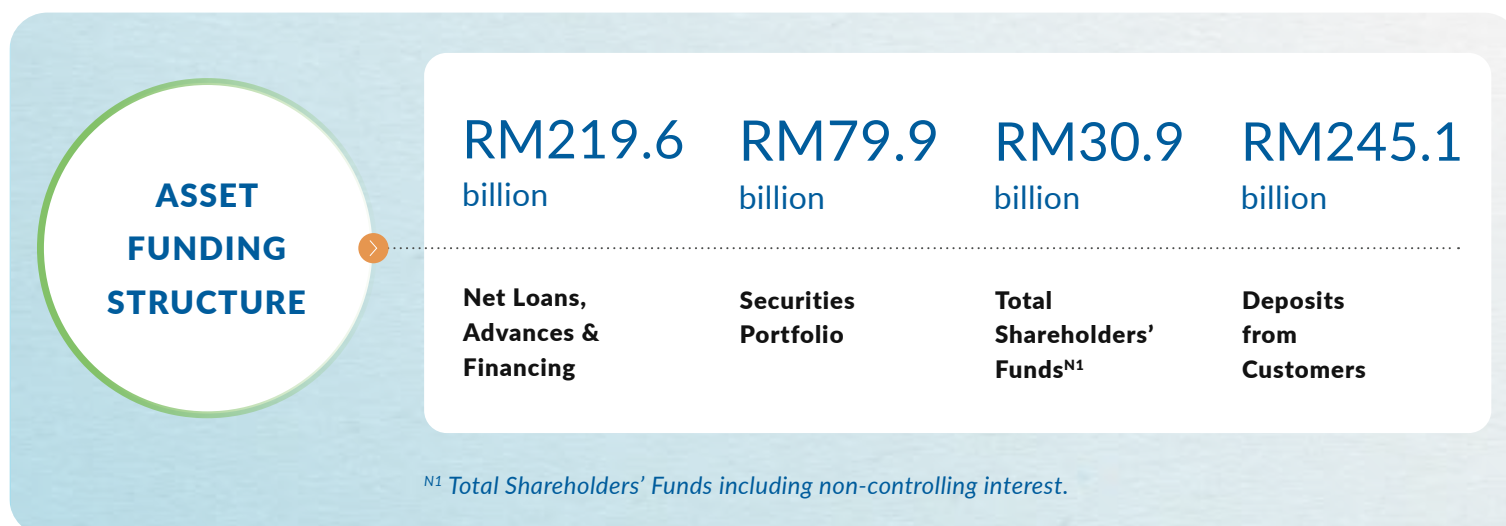 ASSET
FUNDING
STRUCTURE
RM219.6
billion
Net Loans,
Advances &
Financing
RM79.9
billion
Securities
Portfolio
RM30.9
billion
Total
Shareholders’
Fundsᴺ¹
RM245.1
billion
Deposits
from
Customers
ᴺ¹ Total Shareholders’ Funds including non-controlling interest.